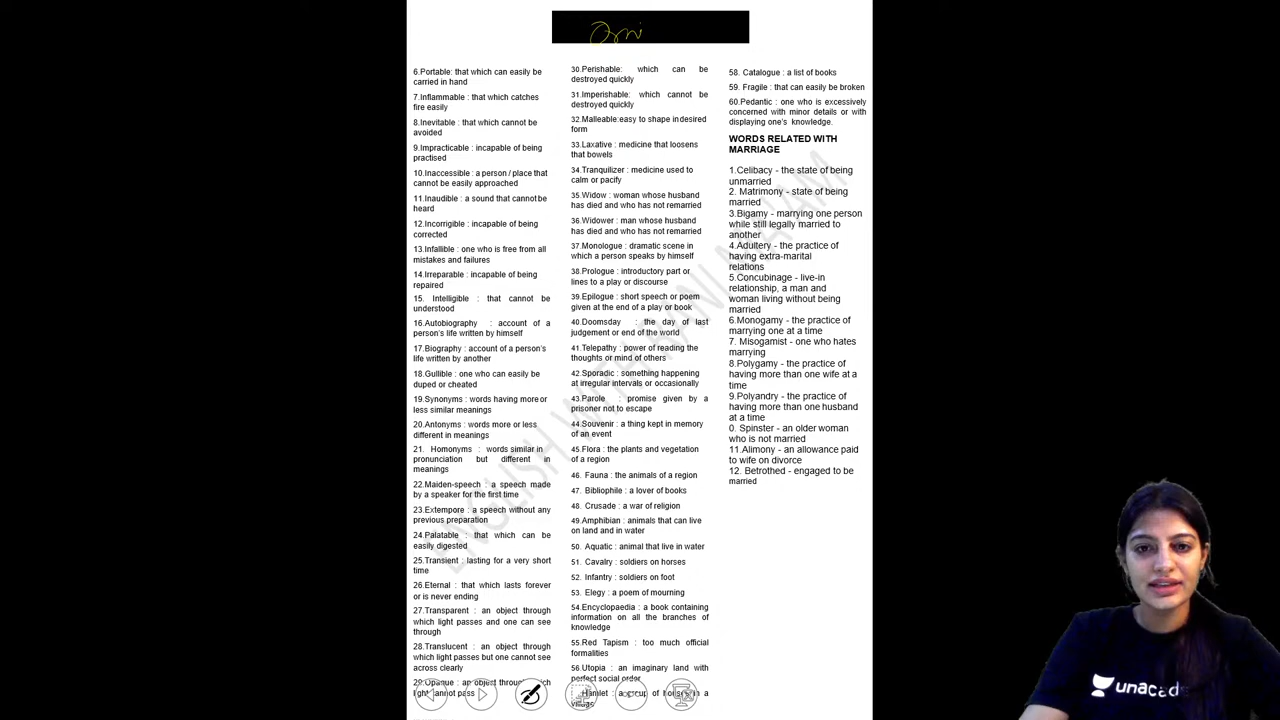 6.Portable: that which can easily be
carried in hand
7.Inflammable : that which catches
fire easily
8.Inevitable : that which cannot be
avoided
9.Impracticable : incapable of being
practised
10.Inaccessible : a person / place that
cannot be easily approached
11.Inaudible : a sound that cannot be
heard
12.Incorrigible : incapable of being
corrected
13.Infallible : one who is free from all
mistakes and failures
14.Irreparable : incapable of being
repaired
15. Intelligible : that cannot be
understood
16.Autobiography : account of a
person's life written by himself
17.Biography : account of a person's
life written by another
18.Gullible : one who can easily be
duped or cheated
19.Synonyms : words having more or
less similar meanings
20.Antonyms : words more or less
different in meanings
21. Homonyms : words similar in
pronunciation but different in
meanings
22.Maiden-speech : a speech made
by a speaker for the first time
23.Extempore : a speech without any
previous preparation
24.Palatable : that which can be
easily digested
25.Transient : lasting for a very short
time
26.Eternal : that which lasts forever
or is never ending
27.Transparent : an object through
which light passes and one can see
through
28.Translucent : an object through
which light passes but one cannot see
across clearly
29.Opaque : an object through which
light cannot pass
30.Perishable: which can be
destroyed quickly
31.Imperishable: which cannot be
destroyed quickly
32.Malleable:easy to shape in desired
form
33.Laxative : medicine that loosens
that bowels
34.Tranquilizer : medicine used to
calm or pacify
35.Widow : woman whose husband
has died and who has not remarried
36.Widower : man whose husband
has died and who has not remarried
37.Monologue : dramatic scene in
which a person speaks by himself
38.Prologue : introductory part or
lines to a play or discourse
39.Epilogue : short speech or poem
given at the end of a play or book
40.Doomsday : the day of last
judgement or end of the world
41.Telepathy : power of reading the
thoughts or mind of others
42.Sporadic : something happening
at irregular intervals or occasionally
43.Parole : promise given by a
prisoner not to escape
44.Souvenir : a thing kept in memory
of an event
45.Flora : the plants and vegetation
of a region
46. Fauna : the animals of a region
47. Bibliophile : a lover of books
48. Crusade : a war of religion
49.Amphibian : animals that can live
on land and in water
50. Aquatic : animal that live in water
51. Cavalry : soldiers on horses
52. Infantry : soldiers on foot
53. Elegy : a poem of mourning
54.Encyclopaedia : a book containing
information on all the branches of
knowledge
55.Red Tapism : too much official
formalities
56.Utopia : an imaginary land with
perfect social order
Hamlet : a group of houses in a
58. Catalogue : a list of books
59. Fragile : that can easily be broken
60.Pedantic : one who is excessively
concerned with minor details or with
displaying one's knowledge.
WORDS RELATED WITH
MARRIAGE
1.Celibacy - the state of being
unmarried
2. Matrimony - state of being
married
3.Bigamy - marrying one person
while still legally married to
another
4.Adultery - the practice of
having extra-marital
relations
5.Concubinage - live-in
relationship, a man and
woman living without being
married
6.Monogamy - the practice of
marrying one at a time
7. Misogamist - one who hates
marrying
8.Polygamy - the practice of
having more than one wife at a
time
9.Polyandry - the practice of
having more than one husband
at a time
0. Spinster - an older woman
who is not married
11.Alimony - an allowance paid
to wife on divorce
12. Betrothed - engaged to be
married